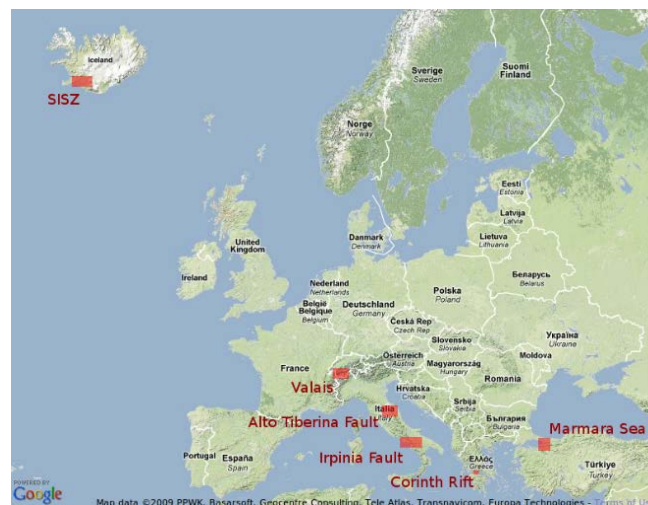 Iceland
SISZ
Sverige
Sweden
Suomi
Finland
Norge
Norway
Eesti
Estonia
Latvija
Latvia
Lietuva
Lithuania
Danmark
Denmark
United
Kingdom
Ireland
Nederland
Netherlands
België
Belgique
Belgium
Deutschland
Germany
Polska
Poland
Беларусь
Belarus
Česká Rep
Czech Rep
Slovensko
Slovakia
Україна
Ukraine
France
Österreich
Austria
Magyarország
Hungary
Moldova
Valais
Hrvatska
Croatia
Romania
Italia
Italy
Alto Tiberina Fault
Srbija
Serbia
България
Bulgaria
Marmara Sea
Portugal
España
Spain
Irpinia Fault
Ελλάς
Greece
Türkiye
Turkey
Corinth Rift
POWERED BY
Google
Map data ©2009 PPWK, Basarsoft, Geocentre Consulting, Tele Atlas, Transnavicom, Europa Technologies - Terms of Us